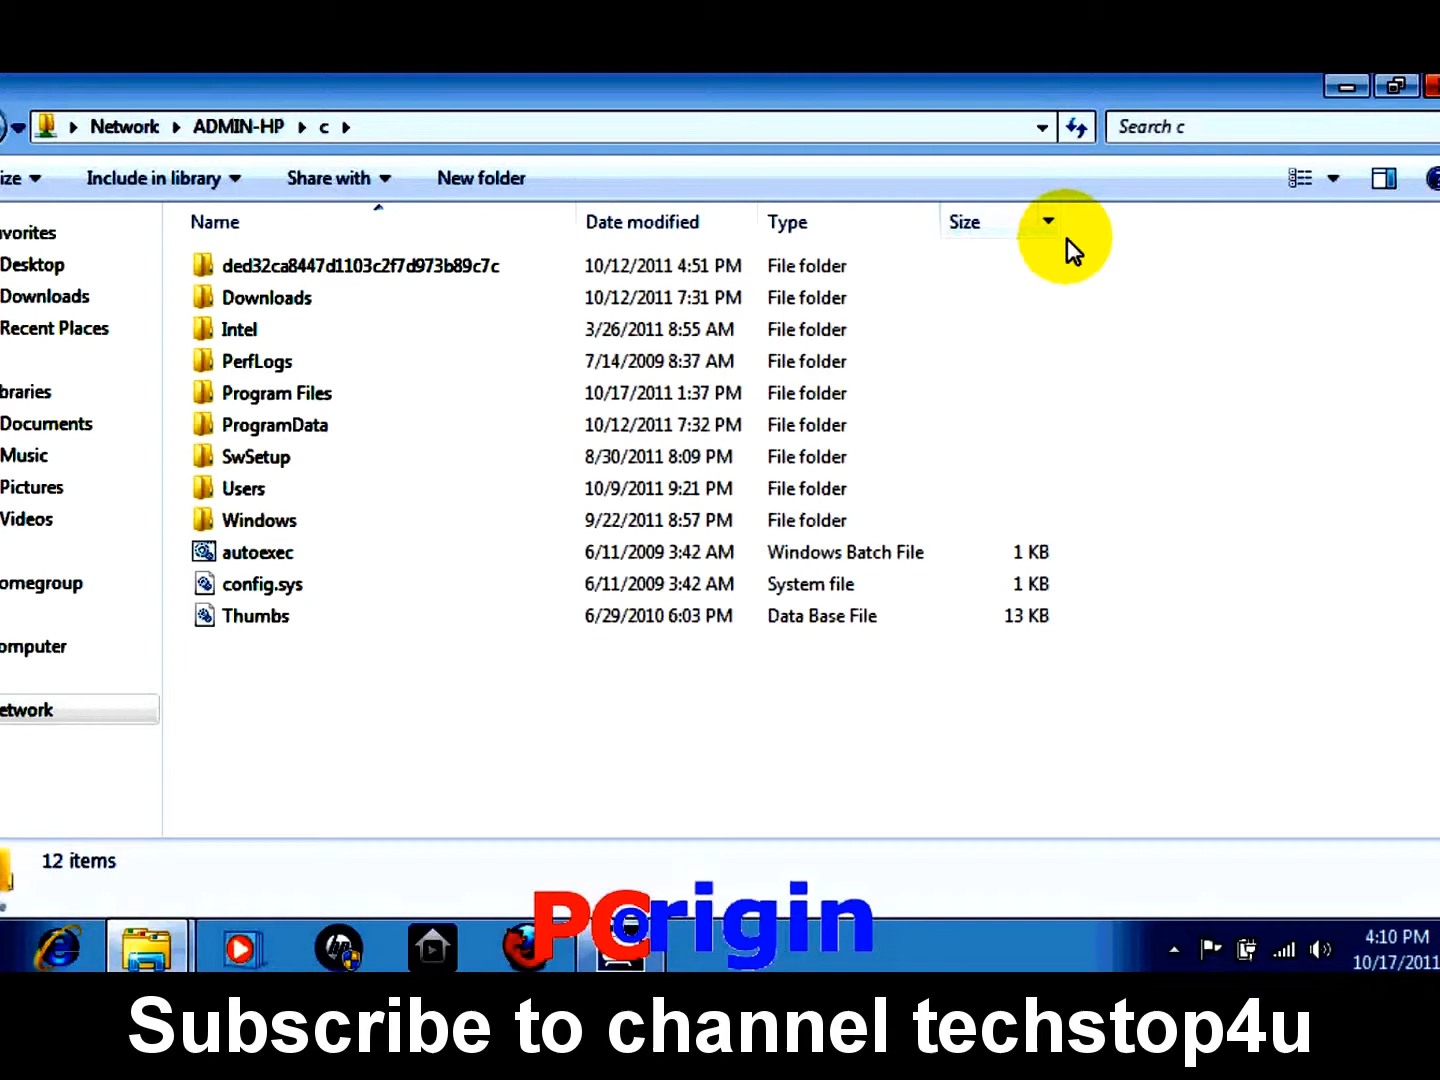 Network ADMIN-HP c Search c
ize Include in library Share with New folder
Name Date modified Type Size
vorites
Desktop
Downloads
Recent Places
braries
Documents
Music
Pictures
Videos
omegroup
omputer
etwork
ded32ca8447d1103c2f7d973b89c7c 10/12/2011 4:51 PM File folder
Downloads 10/12/2011 7:31 PM File folder
Intel 3/26/2011 8:55 AM File folder
PerfLogs 7/14/2009 8:37 AM File folder
Program Files 10/17/2011 1:37 PM File folder
ProgramData 10/12/2011 7:32 PM File folder
SwSetup 8/30/2011 8:09 PM File folder
Users 10/9/2011 9:21 PM File folder
Windows 9/22/2011 8:57 PM File folder
autoexec 6/11/2009 3:42 AM Windows Batch File 1 KB
config.sys 6/11/2009 3:42 AM System file 1 KB
Thumbs 6/29/2010 6:03 PM Data Base File 13 KB
12 items
PCorigin
hp
4:10 PM
10/17/2011
Subscribe to channel techstop4u